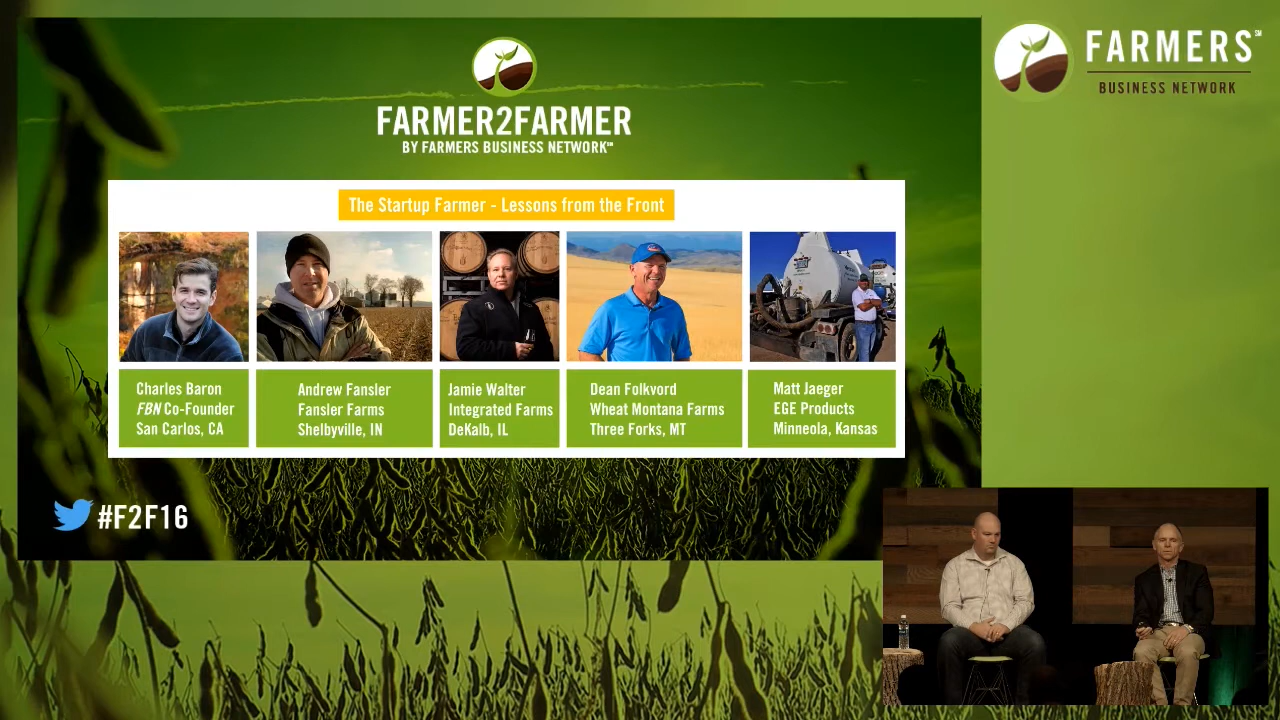 FARMERS℠
BUSINESS NETWORK
FARMER2FARMER
BY FARMERS BUSINESS NETWORK℠
The Startup Farmer - Lessons from the Front
Charles Baron
FBN Co-Founder
San Carlos, CA
Andrew Fansler
Fansler Farms
Shelbyville, IN
Jamie Walter
Integrated Farms
DeKalb, IL
Dean Folkvord
Wheat Montana Farms
Three Forks, MT
Matt Jaeger
EGE Products
Minneola, Kansas
#F2F16